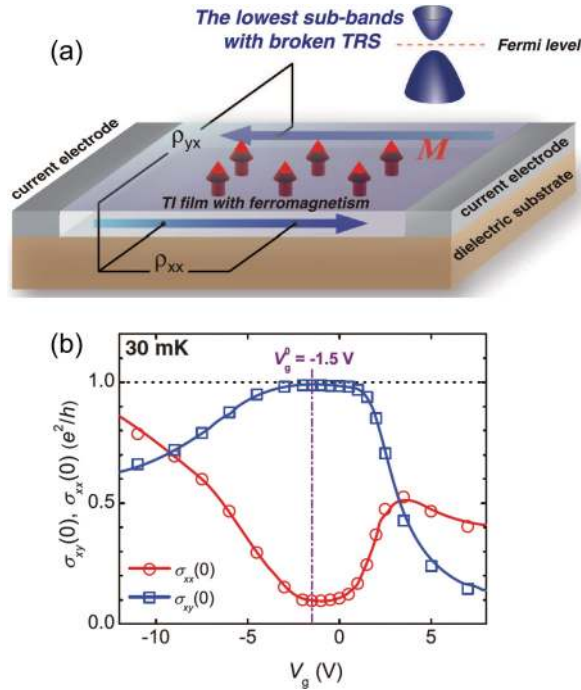 (a)
The lowest sub-bands
with broken TRS
Fermi level
current electrode
ρyx
M
TI film with ferromagnetism
ρxx
current electrode
dielectric substrate
(b)
30 mK
V_g^0 = -1.5 V
σxy(0), σxx(0) (e²/h)
1.0
0.5
0.0
σxx(0)
σxy(0)
-10
-5
0
5
Vg (V)